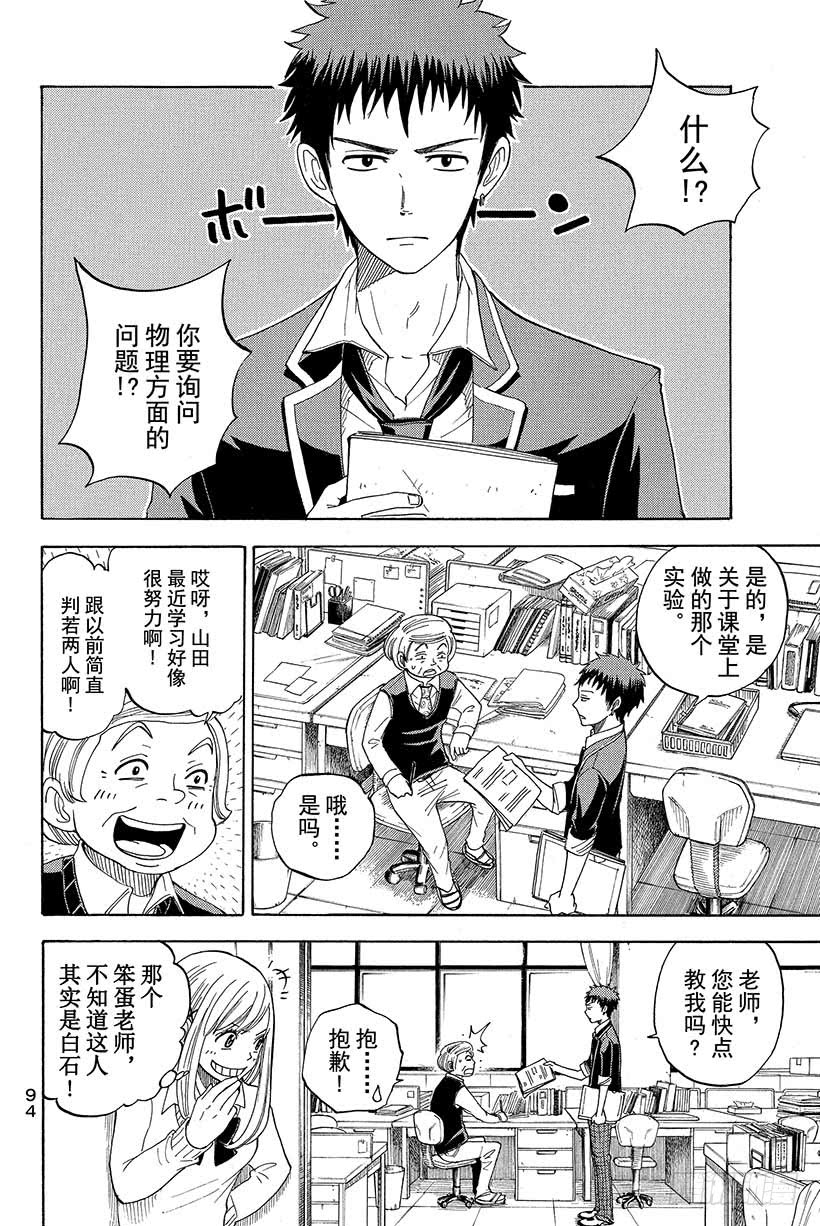 什么!?
ボーーン
你要询问
物理方面的
问题!?
是的，是
关于课堂上
做的那个
实验。
哦……
是吗。
哎呀，山田
最近学习好像
很努力啊！
跟以前简直
判若两人啊！
老师，
您能快点
教我吗?
抱……
抱歉！
那个
笨蛋老师，
不知道这人
其实是白石！
94